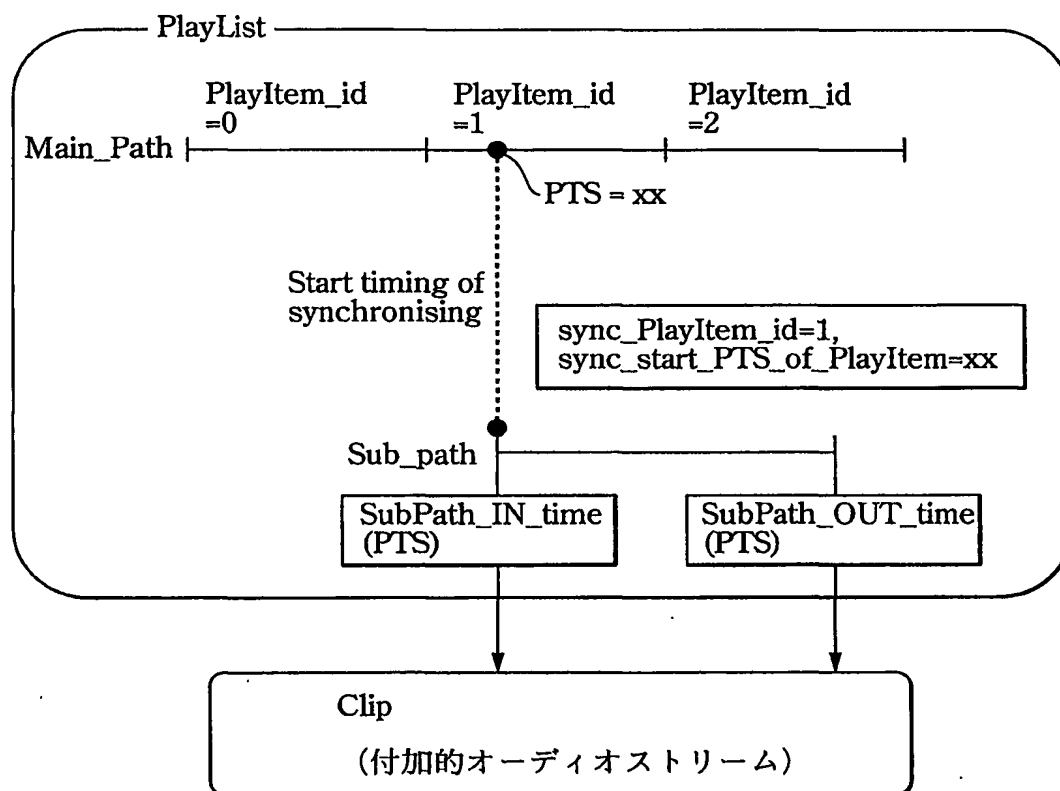 PlayList
PlayItem_id
=0
PlayItem_id
=1
PlayItem_id
=2
Main_Path
PTS = xx
Start timing of
synchronising
sync_PlayItem_id=1,
sync_start_PTS_of_PlayItem=xx
Sub_path
SubPath_IN_time
(PTS)
SubPath_OUT_time
(PTS)
Clip
(付加的オーディオストリーム)